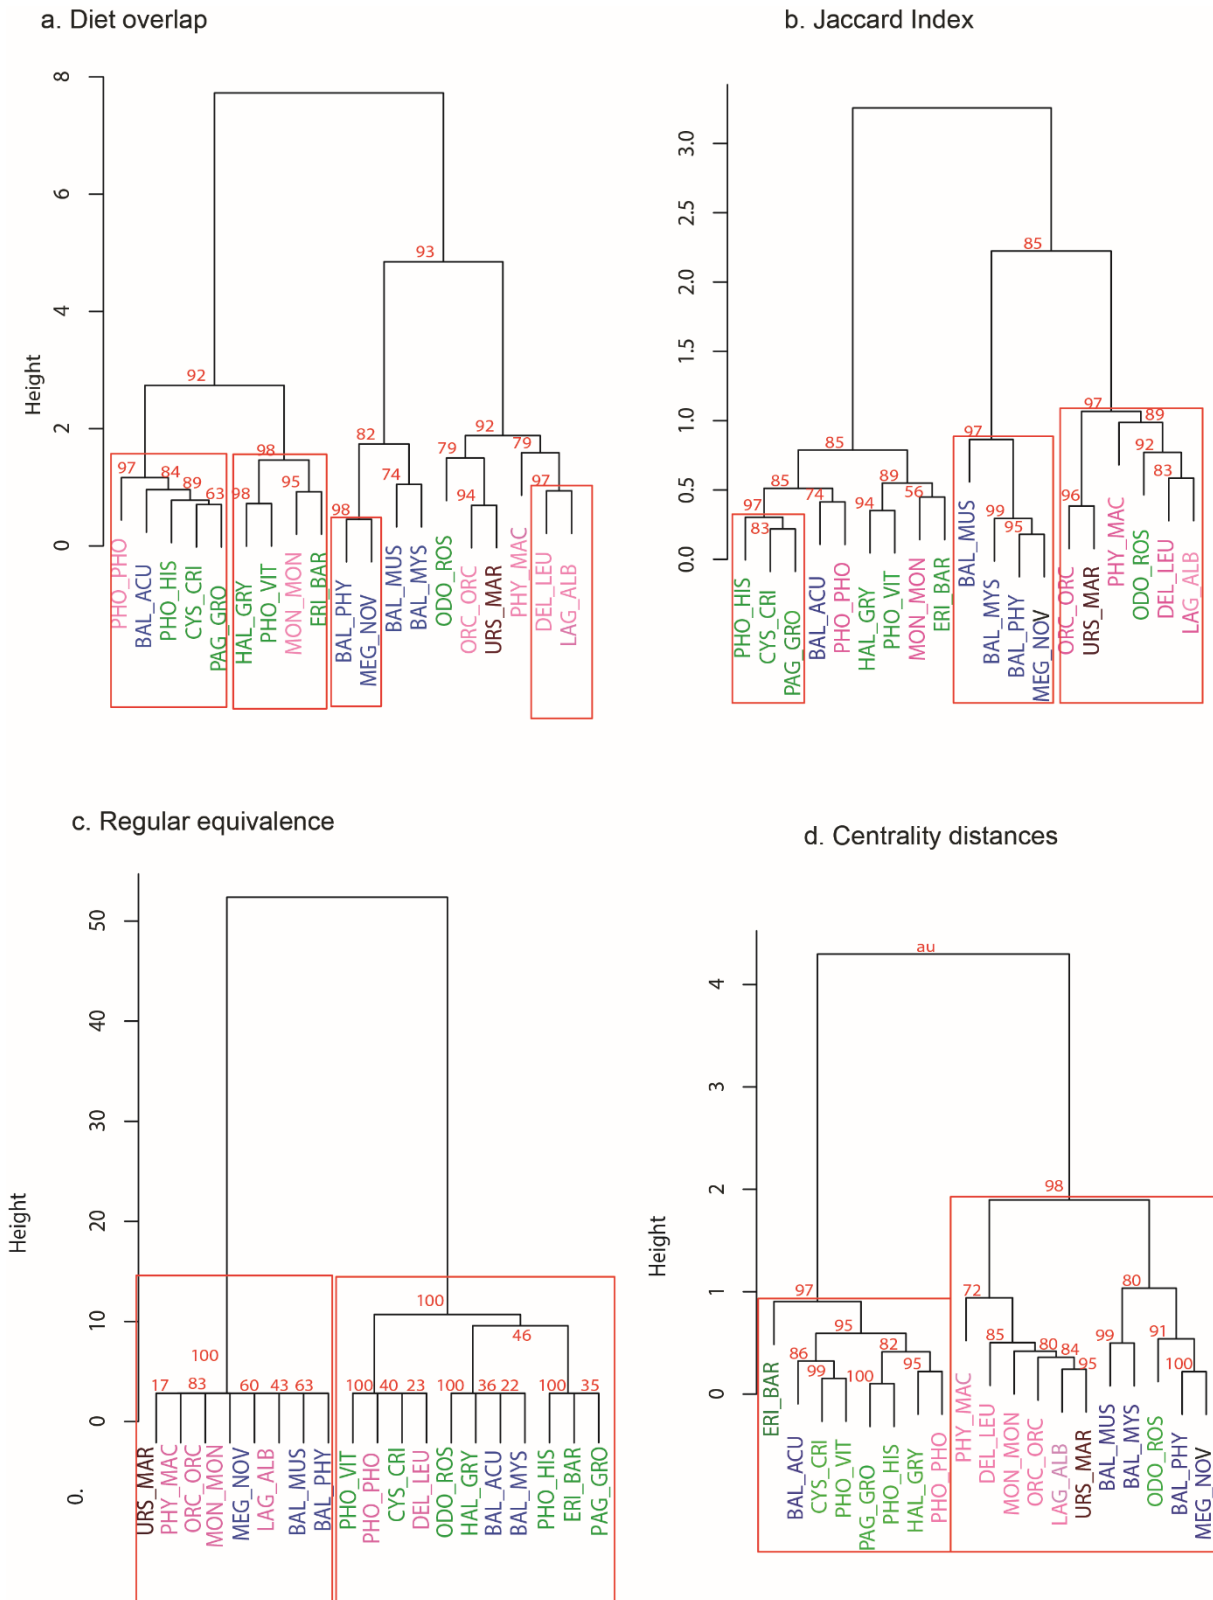 a. Diet overlap
Height
8
6
4
2
0
92
93
97
84
89
63
98
98
95
98
82
74
79
92
94
79
97
PHO_PHO
BAL_ACU
PHO_HIS
CYS_CRI
PAG_GRO
HAL_GRY
PHO_VIT
MON_MON
ERI_BAR
BAL_PHY
MEG_NOV
BAL_MUS
BAL_MYS
ODO_ROS
ORC_ORC
URS_MAR
PHY_MAC
DEL_LEU
LAG_ALB
b. Jaccard Index
3.0
2.5
2.0
1.5
1.0
0.5
0.0
85
85
85
97
83
74
94
89
56
97
99
95
97
96
89
92
83
PHO_HIS
CYS_CRI
PAG_GRO
BAL_ACU
PHO_PHO
HAL_GRY
PHO_VIT
MON_MON
ERI_BAR
BAL_MUS
BAL_MYS
BAL_PHY
MEG_NOV
ORC_ORC
URS_MAR
PHY_MAC
ODO_ROS
DEL_LEU
LAG_ALB
c. Regular equivalence
Height
50
40
30
20
10
0
0.
100
17
83
60
43
63
100
46
100
40
23
100
36
22
100
35
URS_MAR
PHY_MAC
ORC_ORC
MON_MON
MEG_NOV
LAG_ALB
BAL_MUS
BAL_PHY
PHO_VIT
PHO_PHO
CYS_CRI
DEL_LEU
ODO_ROS
HAL_GRY
BAL_ACU
BAL_MYS
PHO_HIS
ERI_BAR
PAG_GRO
d. Centrality distances
Height
4
3
2
1
0
au
98
97
95
86
99
82
100
95
72
85
80
84
95
80
99
91
100
ERI_BAR
BAL_ACU
CYS_CRI
PHO_VIT
PAG_GRO
PHO_HIS
HAL_GRY
PHO_PHO
PHY_MAC
DEL_LEU
MON_MON
ORC_ORC
LAG_ALB
URS_MAR
BAL_MUS
BAL_MYS
ODO_ROS
BAL_PHY
MEG_NOV